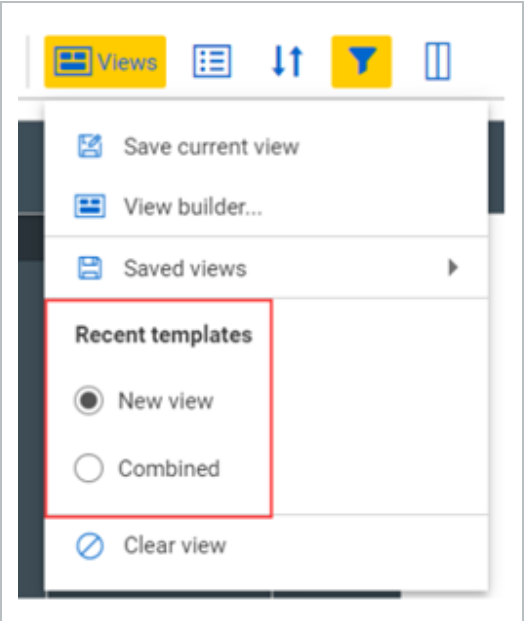 Views
Save current view
View builder...
Saved views
Recent templates
New view
Combined
Clear view